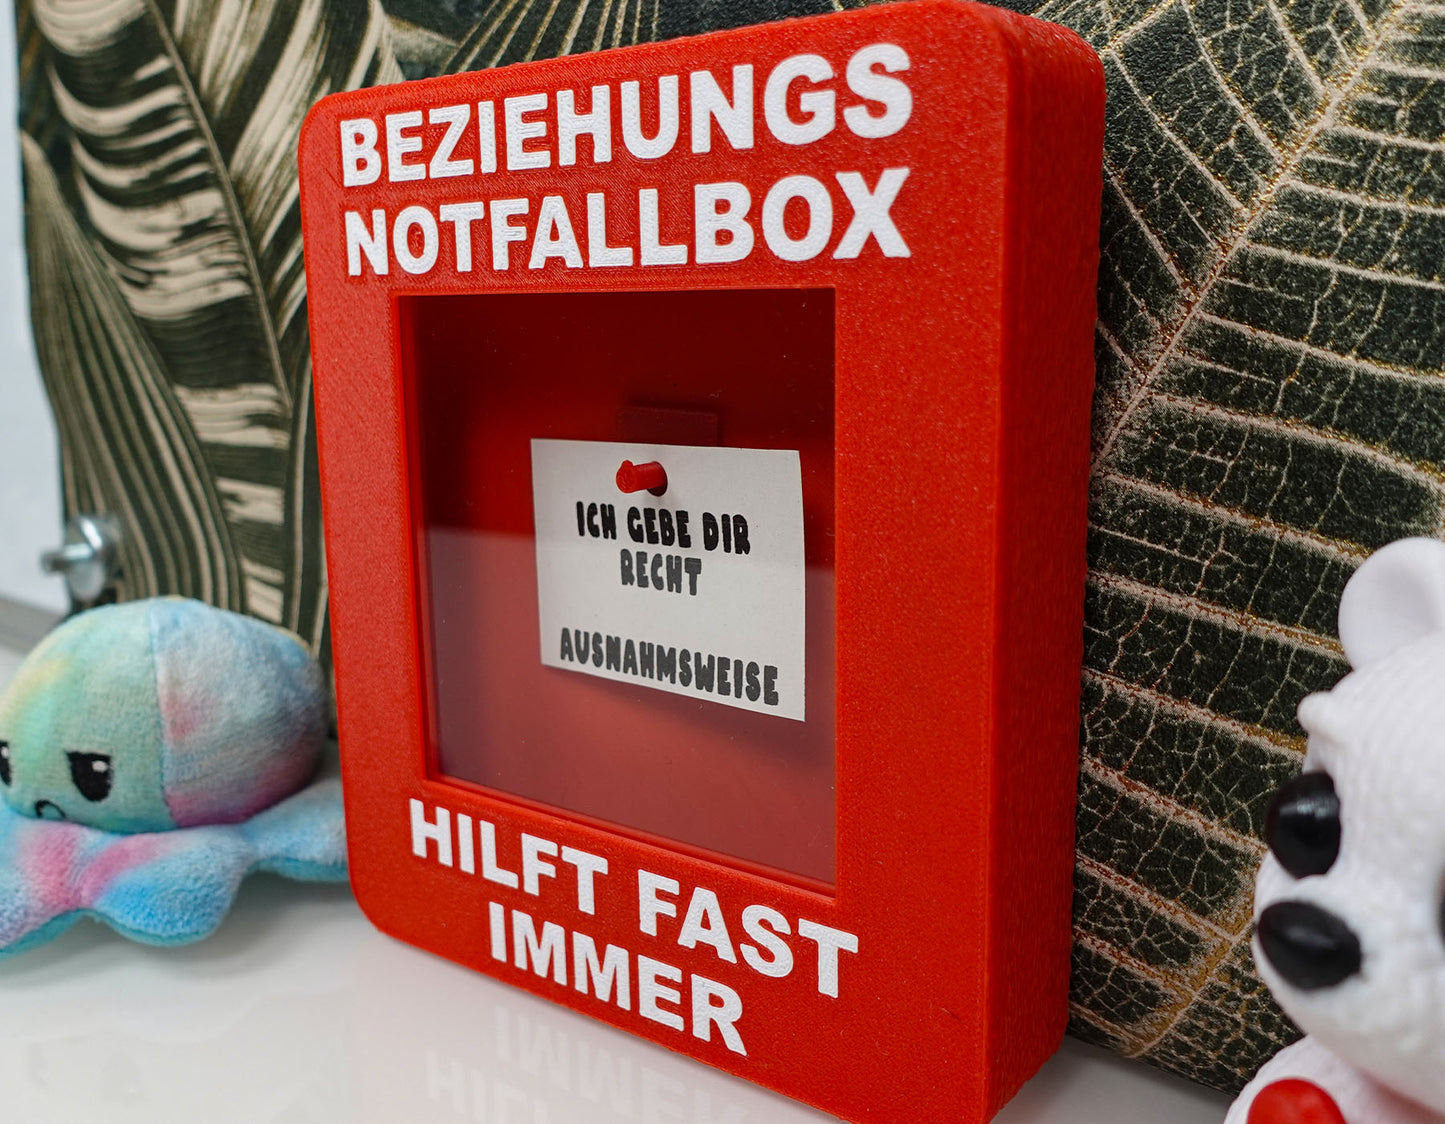 BEZIEHUNGS
NOTFALLBOX
ICH GEBE DIR
RECHT
AUSNAHMSWEISE
HILFT FAST
IMMER